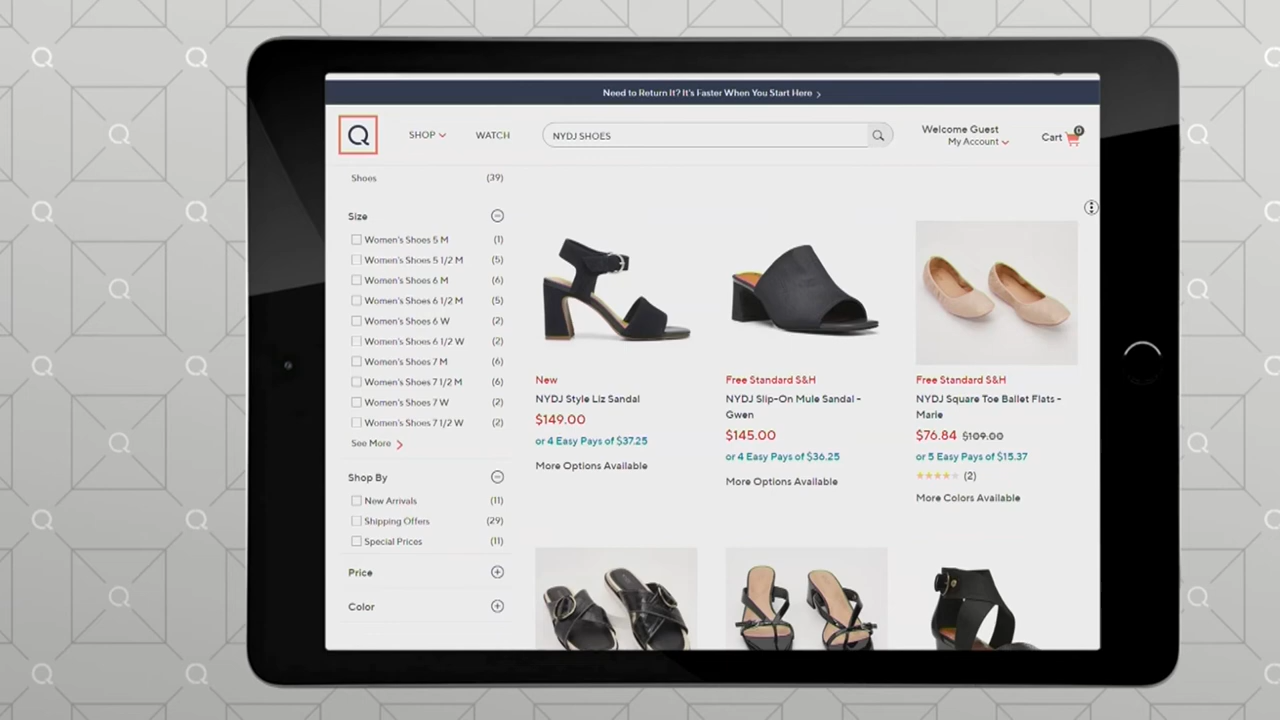 Need to Return It? It's Faster When You Start Here >
Q SHOP WATCH NYDJ SHOES Welcome Guest
My Account Cart 0
Shoes (39)
Size
Women's Shoes 5 M (1)
Women's Shoes 5 1/2 M (5)
Women's Shoes 6 M (6)
Women's Shoes 6 1/2 M (5)
Women's Shoes 6 W (2)
Women's Shoes 6 1/2 W (2)
Women's Shoes 7 M (6)
Women's Shoes 7 1/2 M (6)
Women's Shoes 7 W (2)
Women's Shoes 7 1/2 W (2)
See More >
Shop By
New Arrivals (11)
Shipping Offers (29)
Special Prices (11)
Price
Color
New
NYDJ Style Liz Sandal
$149.00
or 4 Easy Pays of $37.25
More Options Available
Free Standard S&H
NYDJ Slip-On Mule Sandal -
Gwen
$145.00
or 4 Easy Pays of $36.25
More Options Available
Free Standard S&H
NYDJ Square Toe Ballet Flats -
Marie
$76.84 $109.00
or 5 Easy Pays of $15.37
(2)
More Colors Available